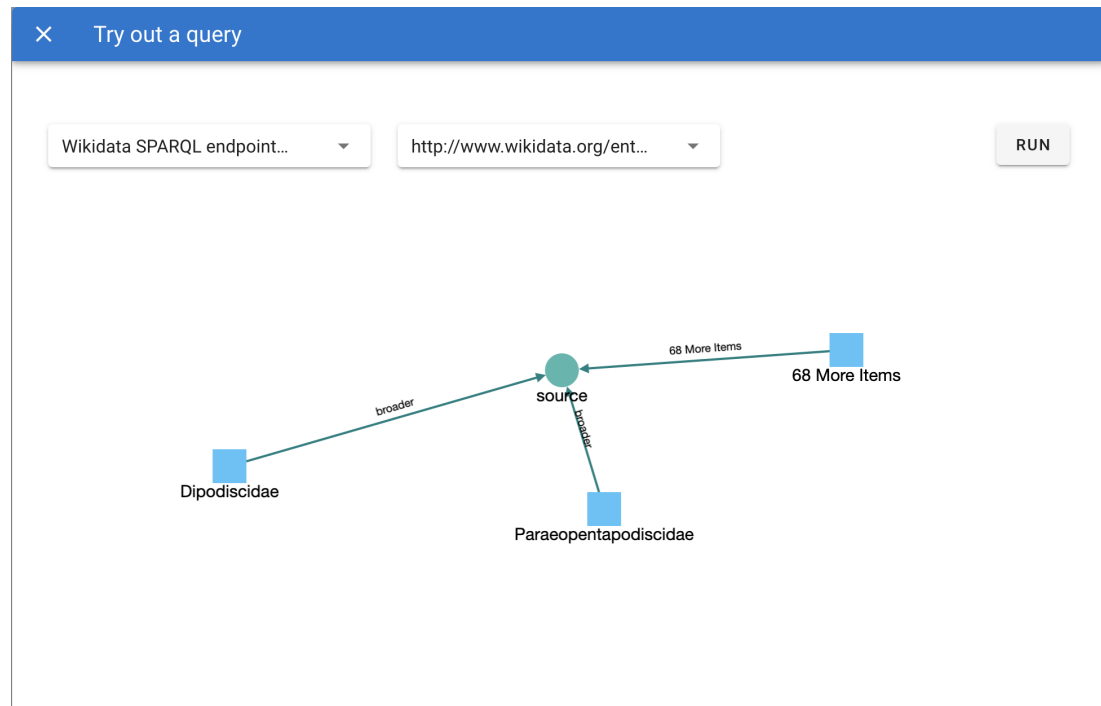 Try out a query
Wikidata SPARQL endpoint...
http://www.wikidata.org/ent...
RUN
68 More Items
68 More Items
source
broader
broader
Dipodiscidae
Paraeopentapodiscidae